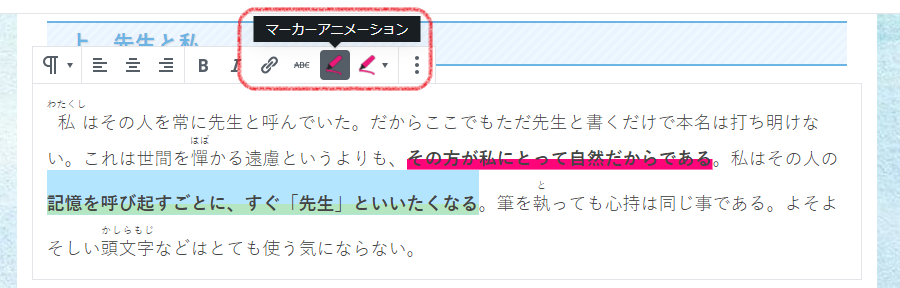 マーカーアニメーション
上 先生と私
B I ABC
わたくし
私はその人を常に先生と呼んでいた。だからここでもただ先生と書くだけで本名は打ち明けな
はば
い。これは世間を憚かる遠慮というよりも、その方が私にとって自然だからである。私はその人の
記憶を呼び起すごとに、すぐ「先生」といいたくなる。筆を執っても心持は同じ事である。よそよ
と
かしらもじ
そしい頭文字などはとても使う気にならない。